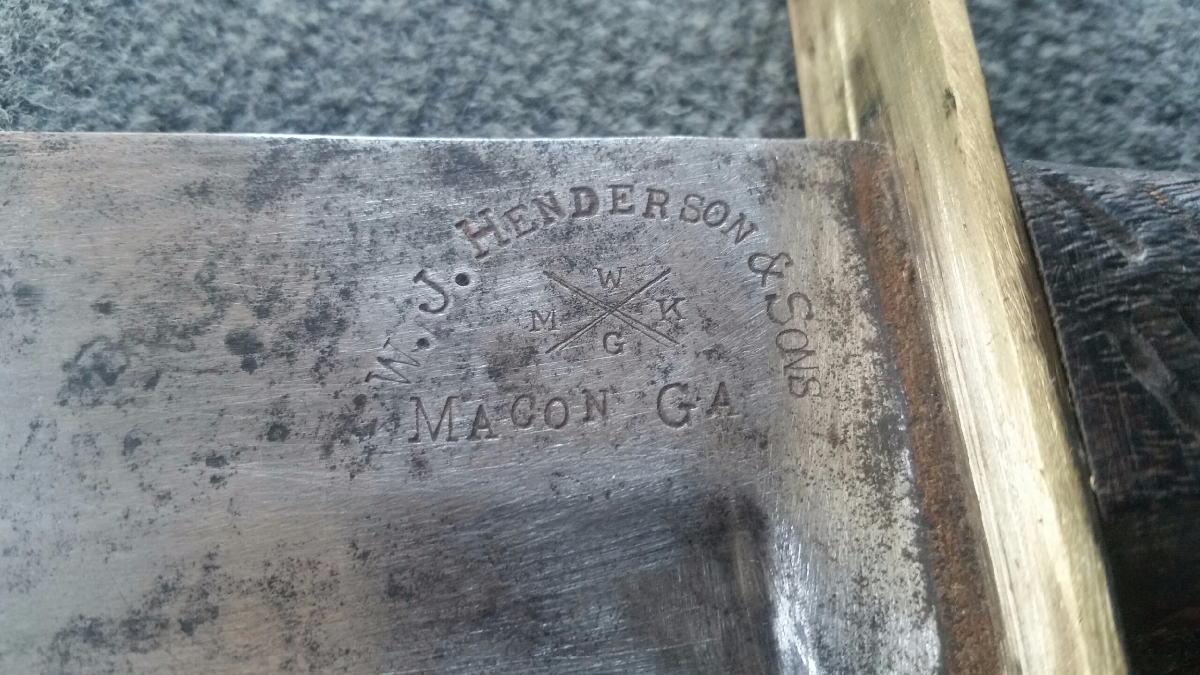 W. J. HENDERSON & SONS
W
M K
G
MACON GA